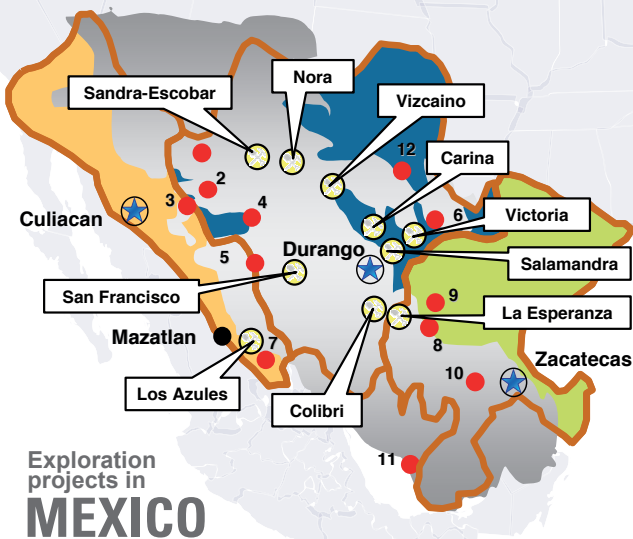 Nora
Sandra-Escobar
Vizcaino
12
Carina
2
3
4
6
Culiacan
Victoria
Durango
5
Salamandra
San Francisco
9
La Esperanza
Mazatlan
8
7
Zacatecas
10
Los Azules
Colibri
11
Exploration
projects in
MEXICO